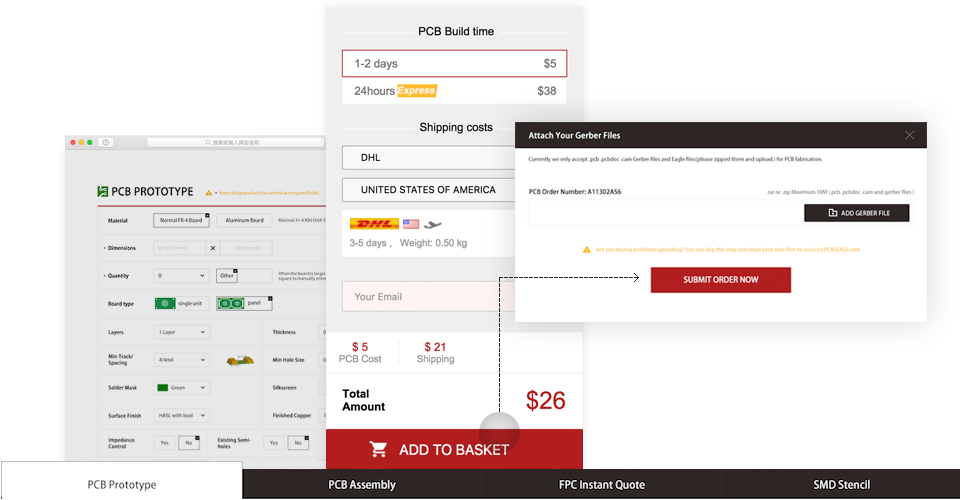 PCB Build time
1-2 days $5
24hours Express $38
Shipping costs
DHL
UNITED STATES OF AMERICA
DHL
3-5 days , Weight: 0.50 kg
Your Email
$ 5 $ 21
PCB Cost Shipping
Total
Amount
$26
ADD TO BASKET
搜索或输入网站名称
PCB PROTOTYPE
Items designated with an asterisk are required fields.
Material Normal FR-4 Board Aluminum Board
Dimensions Length (mm) × Width(mm)
Quantity 0 Other When the board is larger
square to manually enter
Board type single unit panel
Layers 1 Layer Thickness
Min Track/
Spacing 4/4mil Min Hole Size
Solder Mask Green Silkscreen
Surface Finish HASL with lead Finished Copper
Impedance
Control Yes No Existing Semi-
holes Yes No
Attach Your Gerber Files
Currently we only accept .pcb .pcbdoc .cam Gerber files and Eagle files(please zipped them and upload.) for PCB fabrication.
PCB Order Number: A11302AS6 .rar or .zip Maximum 10M (.pcb .pcbdoc .cam and gerber files )
ADD GERBER FILE
Are you having problems uploading? You can skip this step and email your data files to service@PCBGOGO.com.
SUBMIT ORDER NOW
PCB Prototype PCB Assembly FPC Instant Quote SMD Stencil